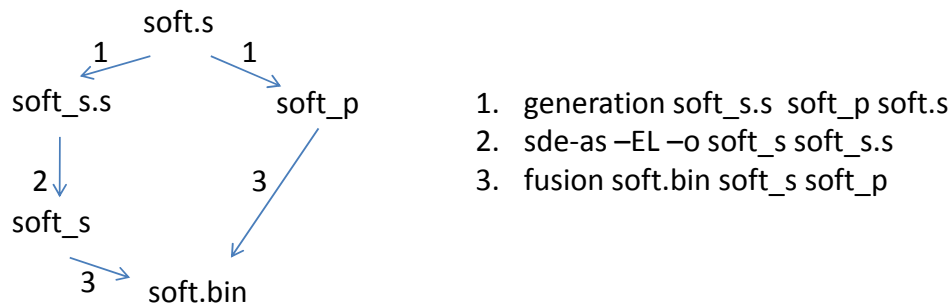 soft.s
1 1
soft_s.s soft_p
2 3
soft_s
3
soft.bin
1. generation soft_s.s soft_p soft.s
2. sde-as –EL –o soft_s soft_s.s
3. fusion soft.bin soft_s soft_p